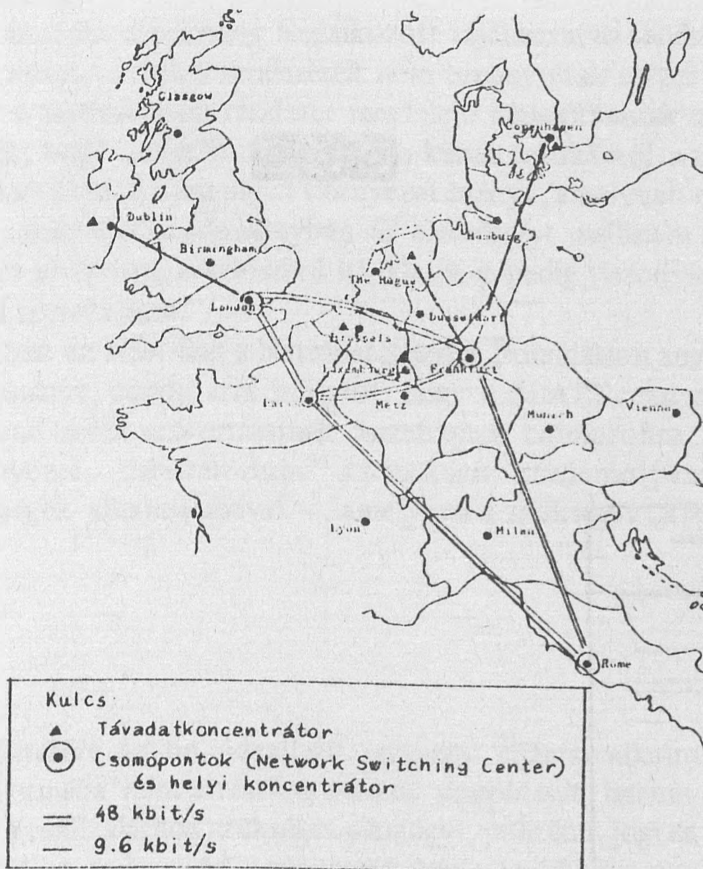 Glasgow
Copenhagen
Dublin
Hamburg
Birmingham
The Hague
London
Dusseldorf
Brussels
Luxemburg
Frankfurt
Metz
Munich
Vienna
Lyon
Milan
Rome
Kulcs
Távadatkoncentrátor
Csomópontok (Network Switching Center)
és helyi koncentrátor
48 kbit/s
9.6 kbit/s